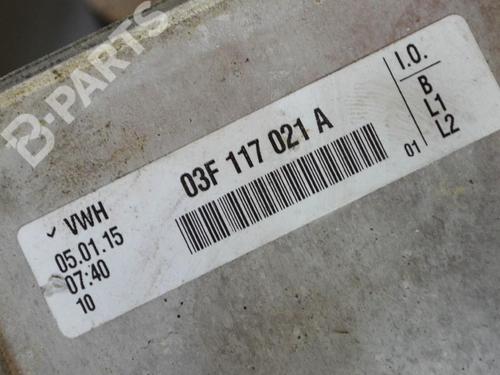 B-PARTS
VWH
05.01.15
07:40
10
03F 117 021 A
I.O.
B
L1
L2
01